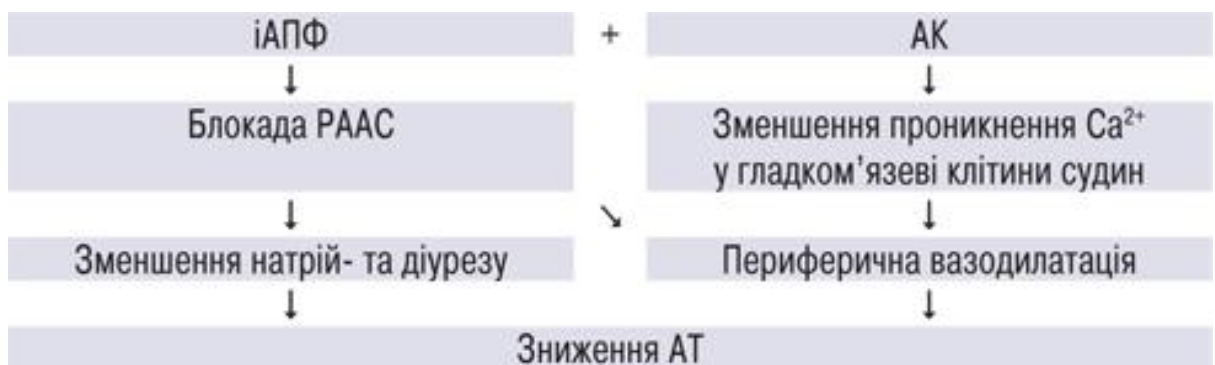 іАПФ + АК
↓ ↓
Блокада РААС
Зменшення проникнення Ca²⁺
у гладком’язеві клітини судин
↓ ↘ ↓
Зменшення натрій- та діурезу
Периферична вазодилатація
↓ ↓
Зниження АТ